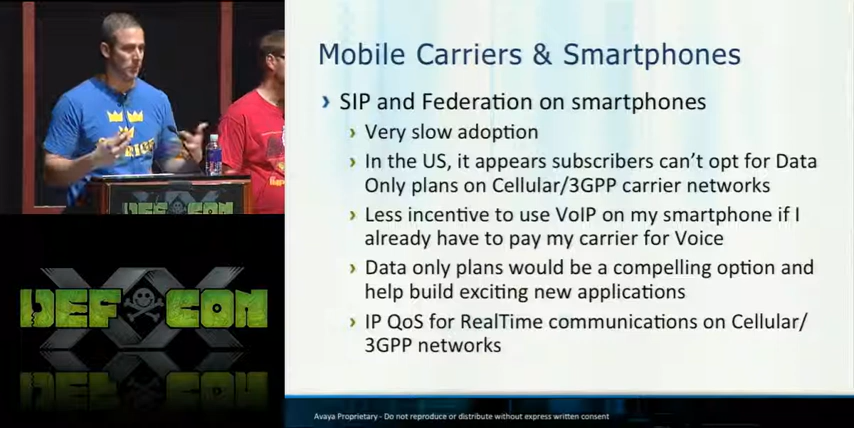 Mobile Carriers & Smartphones
› SIP and Federation on smartphones
› Very slow adoption
› In the US, it appears subscribers can't opt for Data
Only plans on Cellular/3GPP carrier networks
› Less incentive to use VoIP on my smartphone if I
already have to pay my carrier for Voice
› Data only plans would be a compelling option and
help build exciting new applications
› IP QoS for RealTime communications on Cellular/
3GPP networks
Avaya Proprietary - Do not reproduce or distribute without express written consent
DEF CON
XX
DEF CON